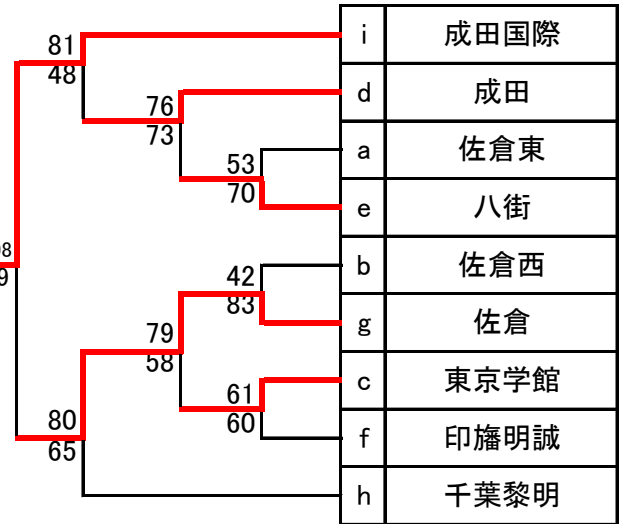 i 成田国際
81
48
d 成田
76
73
a 佐倉東
53
70
e 八街
b 佐倉西
42
83
g 佐倉
79
58
c 東京学館
61
60
f 印旛明誠
80
65
h 千葉黎明